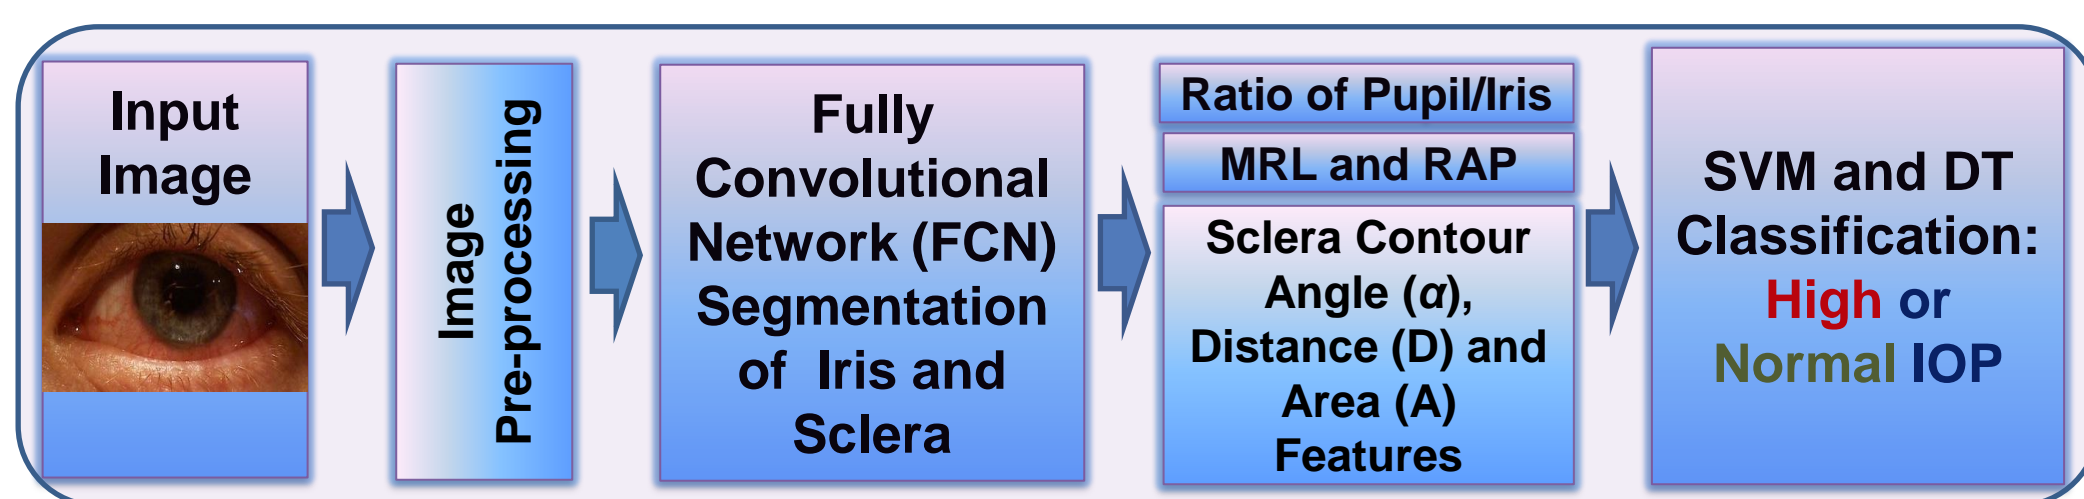 Input
Image
Image
Pre-processing
Fully
Convolutional
Network (FCN)
Segmentation
of  Iris and
Sclera
Ratio of Pupil/Iris
MRL and RAP
Sclera Contour
Angle (α),
Distance (D) and
Area (A)
Features
SVM and DT
Classification:
High or
Normal IOP